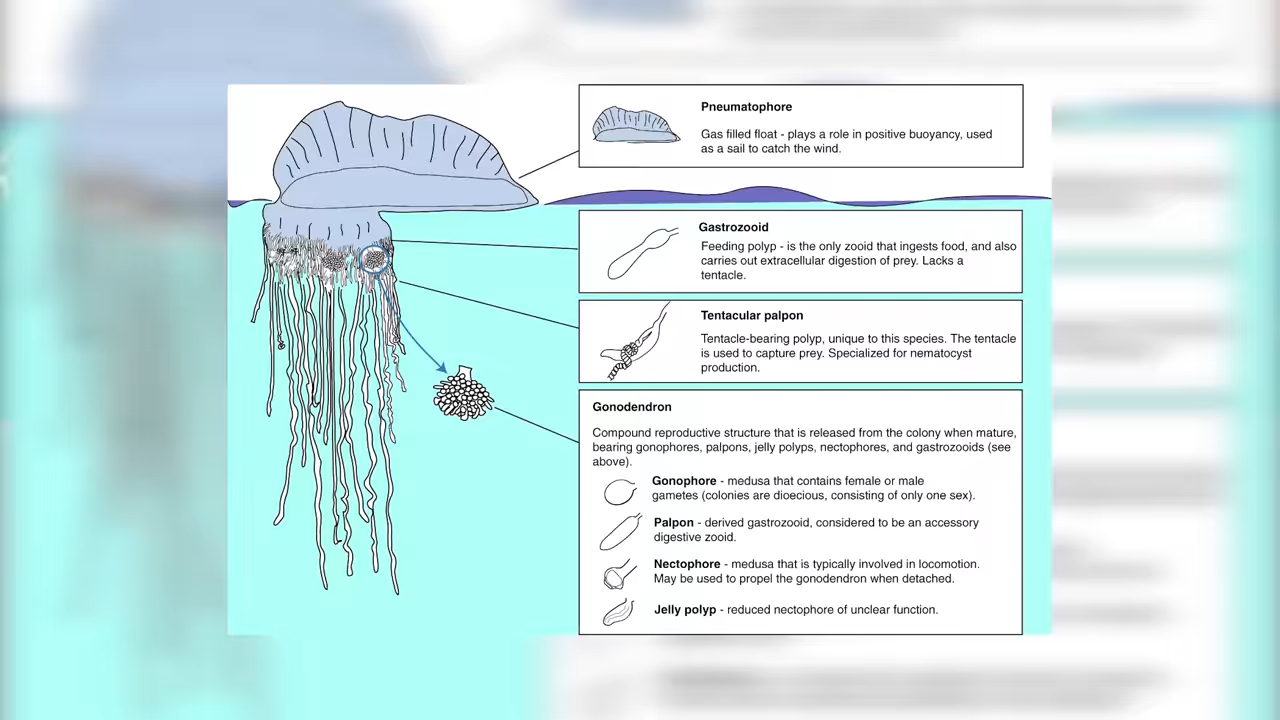 Pneumatophore
Gas filled float - plays a role in positive buoyancy, used
as a sail to catch the wind.
Gastrozooid
Feeding polyp - is the only zooid that ingests food, and also
carries out extracellular digestion of prey. Lacks a
tentacle.
Tentacular palpon
Tentacle-bearing polyp, unique to this species. The tentacle
is used to capture prey. Specialized for nematocyst
production.
Gonodendron
Compound reproductive structure that is released from the colony when mature,
bearing gonophores, palpons, jelly polyps, nectophores, and gastrozooids (see
above).
Gonophore - medusa that contains female or male
gametes (colonies are dioecious, consisting of only one sex).
Palpon - derived gastrozooid, considered to be an accessory
digestive zooid.
Nectophore - medusa that is typically involved in locomotion.
May be used to propel the gonodendron when detached.
Jelly polyp - reduced nectophore of unclear function.